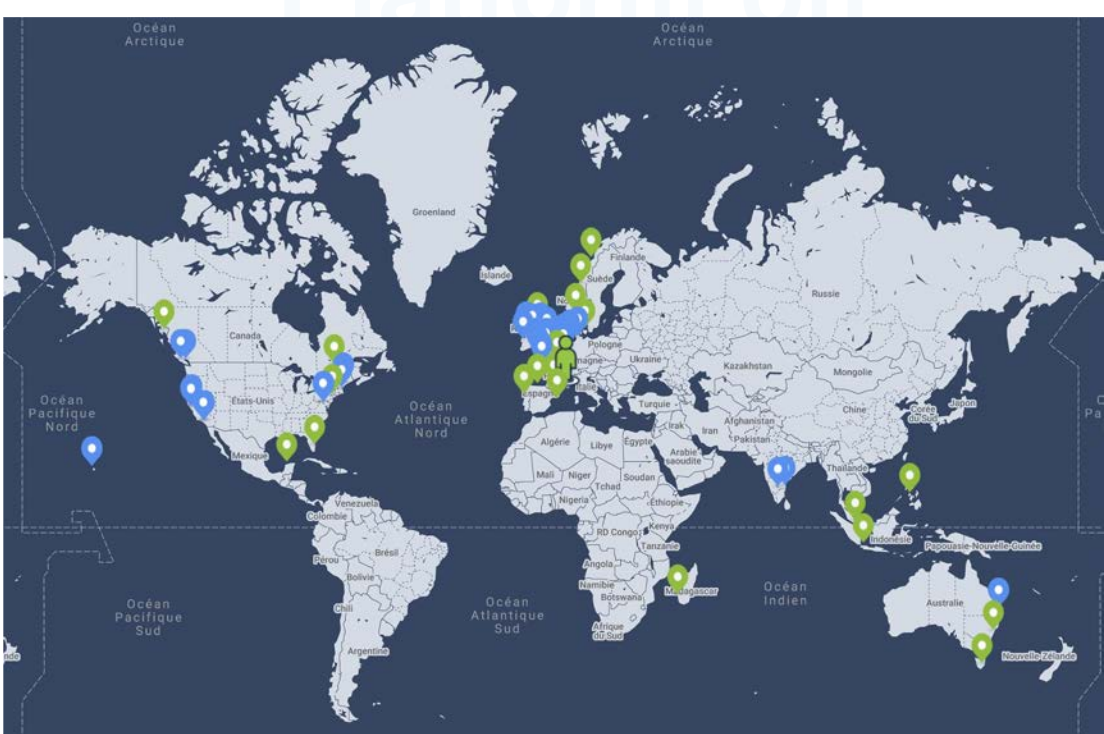 Océan
Arctique
Océan
Arctique
Groenland
Islande
Finlande
Suède
Russie
Canada
Pologne
Ukraine
Kazakhstan
Mongolie
États-Unis
Espagne
Italie
Océan
Pacifique
Nord
Océan
Atlantique
Nord
Turquie
Chine
Corée
du Sud
Japon
Irak
Iran
Afghanistan
Pakistan
Mexique
Algérie
Libye
Égypte
Arabie
saoudite
Thaïlande
Mali
Niger
Tchad
Soudan
Venezuela
Nigeria
Éthiopie
Colombie
RD Congo
Kenya
Indonésie
Papouasie-Nouvelle-Guinée
Tanzanie
Pérou
Brésil
Angola
Bolivie
Namibie
Botswana
Madagascar
Océan
Indien
Australie
Océan
Pacifique
Sud
Chili
Océan
Atlantique
Sud
Afrique
du Sud
Argentine
Nouvelle-Zélande